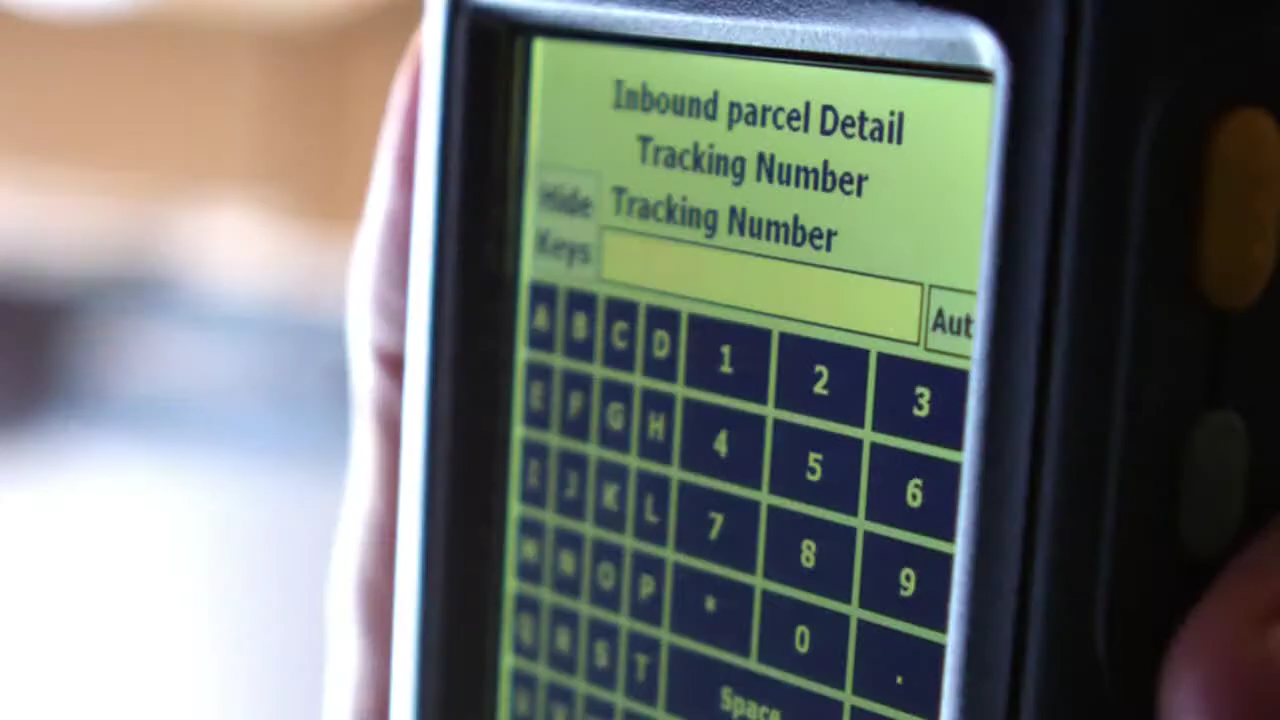 Inbound parcel Detail
Tracking Number
Hide Tracking Number
Keys
Aut
A B C D 1 2 3
E F G H 4 5 6
I J K L 7 8 9
M N O P * 0 .
Q R S T Space